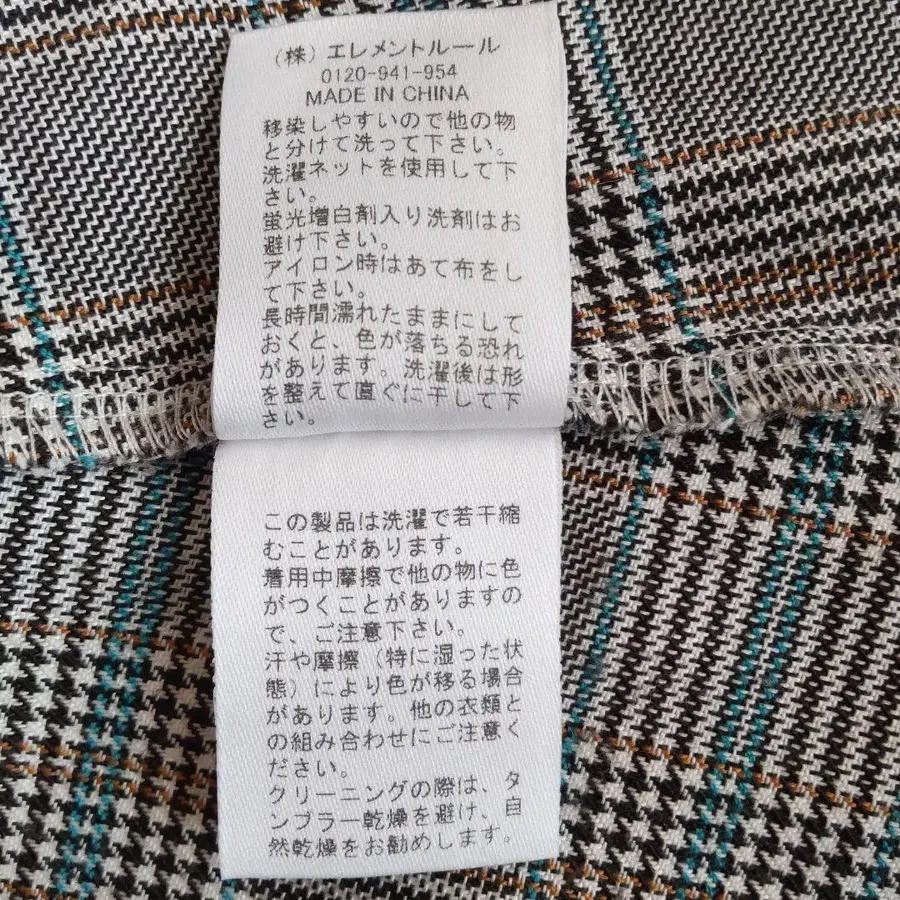 （株）エレメントルール
0120-941-954
MADE IN CHINA
移染しやすいので他の物
と分けて洗って下さい。
洗濯ネットを使用して下
さい。
蛍光増白剤入り洗剤はお
避け下さい。
アイロン時はあて布をし
て下さい。
長時間濡れたままにして
おくと、色が落ちる恐れ
があります。洗濯後は形
を整えて直ぐに干して下
さい。
この製品は洗濯で若干縮
むことがあります。
着用中摩擦で他の物に色
がつくことがありますの
で、ご注意下さい。
汗や摩擦（特に湿った状
態）により色が移る場合
があります。他の衣類と
の組み合わせにご注意く
ださい。
クリーニングの際は、タ
ンブラー乾燥を避け、自
然乾燥をお勧めします。